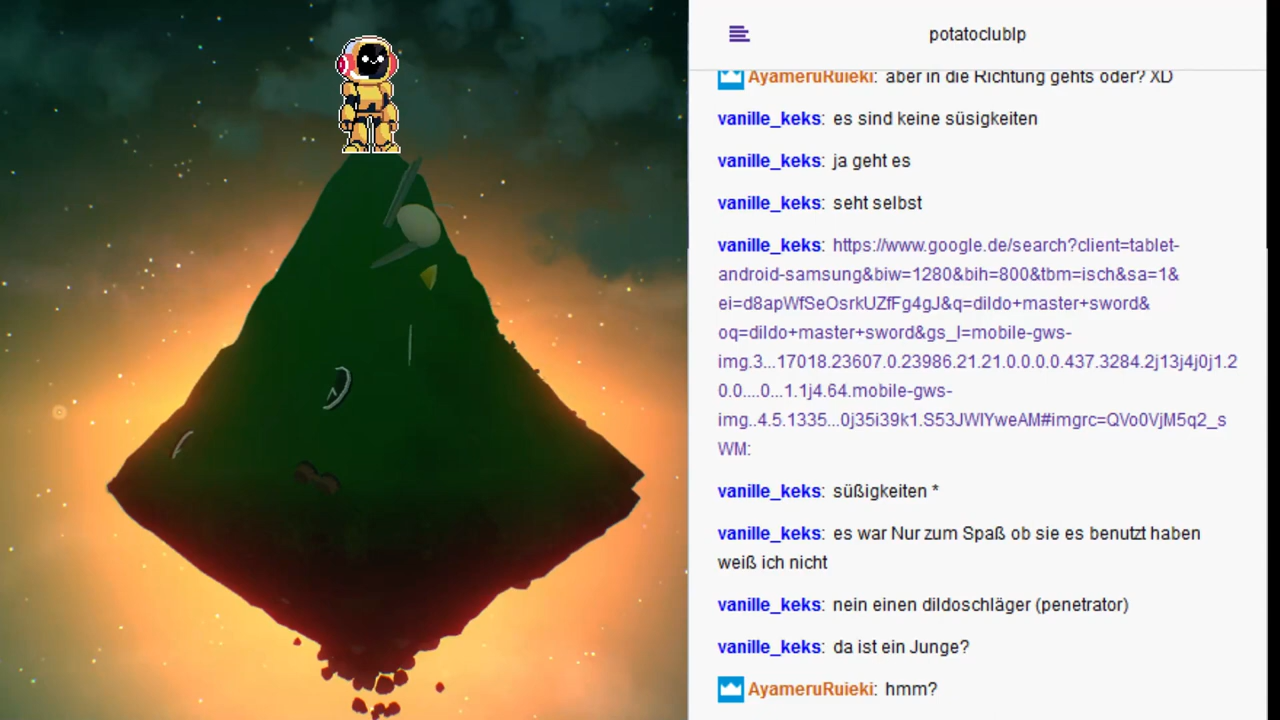 potatoclublp
AyameruRuieki: aber in die Richtung gehts oder? XD
vanille_keks: es sind keine süsigkeiten
vanille_keks: ja geht es
vanille_keks: seht selbst
vanille_keks: https://www.google.de/search?client=tablet-
android-samsung&biw=1280&bih=800&tbm=isch&sa=1&
ei=d8apWfSeOsrkUZfFg4gJ&q=dildo+master+sword&
oq=dildo+master+sword&gs_l=mobile-gws-
img.3...17018.23607.0.23986.21.21.0.0.0.0.437.3284.2j13j4j0j1.2
0.0....0...1.1j4.64.mobile-gws-
img..4.5.1335...0j35i39k1.S53JWlYweAM#imgrc=QVo0VjM5q2_s
WM:
vanille_keks: süßigkeiten *
vanille_keks: es war Nur zum Spaß ob sie es benutzt haben
weiß ich nicht
vanille_keks: nein einen dildoschläger (penetrator)
vanille_keks: da ist ein Junge?
AyameruRuieki: hmm?